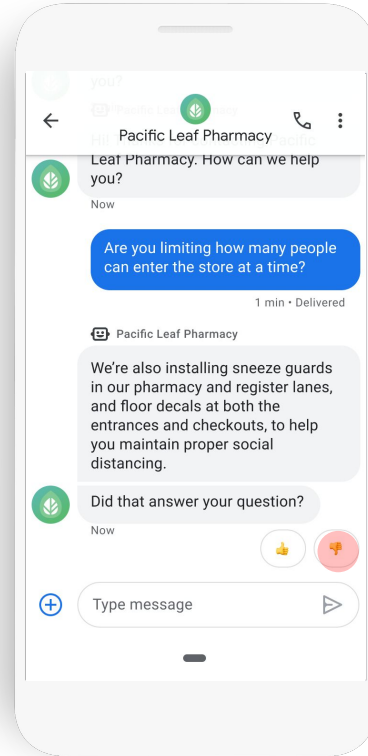 you?
Pacific Leaf Pharmacy
Leaf Pharmacy. How can we help
you?
Now
Are you limiting how many people
can enter the store at a time?
1 min • Delivered
Pacific Leaf Pharmacy
We’re also installing sneeze guards
in our pharmacy and register lanes,
and floor decals at both the
entrances and checkouts, to help
you maintain proper social
distancing.
Did that answer your question?
Now
Type message